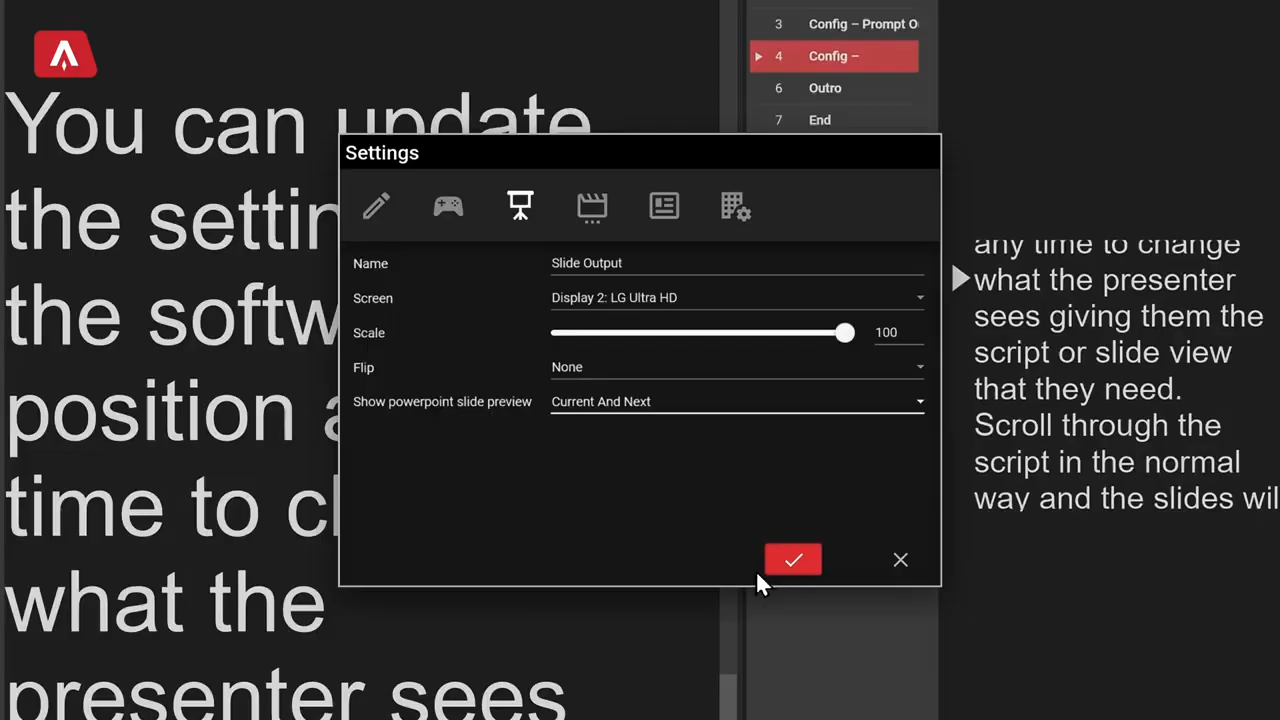 You can update
the settin
the softw
position a
time to cl
what the
presenter sees
3 Config – Prompt O
4 Config –
6 Outro
7 End
Settings
Name Slide Output
Screen Display 2: LG Ultra HD
Scale 100
Flip None
Show powerpoint slide preview Current And Next
any time to change
what the presenter
sees giving them the
script or slide view
that they need.
Scroll through the
script in the normal
way and the slides wil